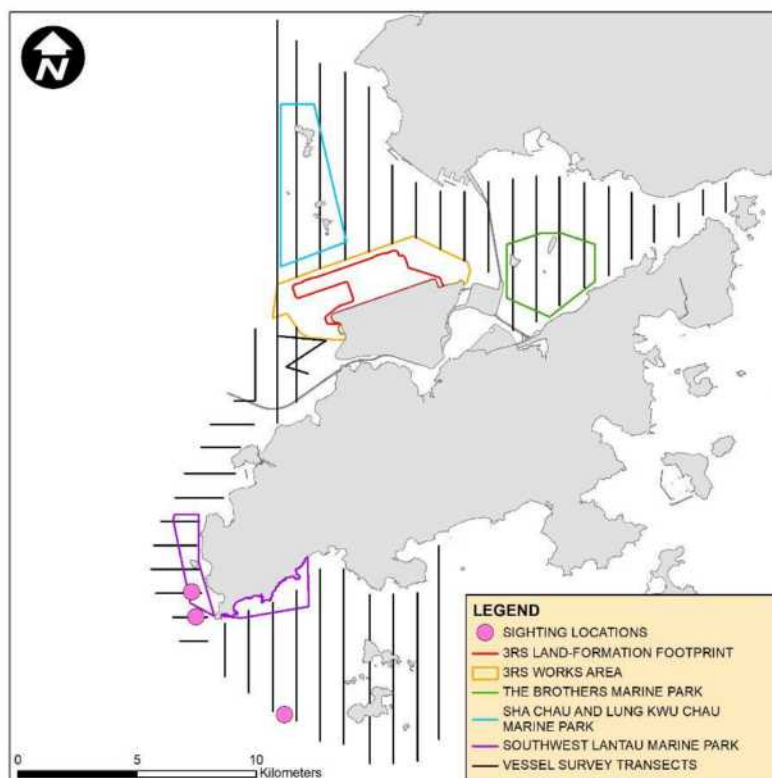 N
LEGEND
SIGHTING LOCATIONS
3RS LAND-FORMATION FOOTPRINT
3RS WORKS AREA
THE BROTHERS MARINE PARK
SHA CHAU AND LUNG KWU CHAU
MARINE PARK
SOUTHWEST LANTAU MARINE PARK
VESSEL SURVEY TRANSECTS
0 5 10
Kilometers